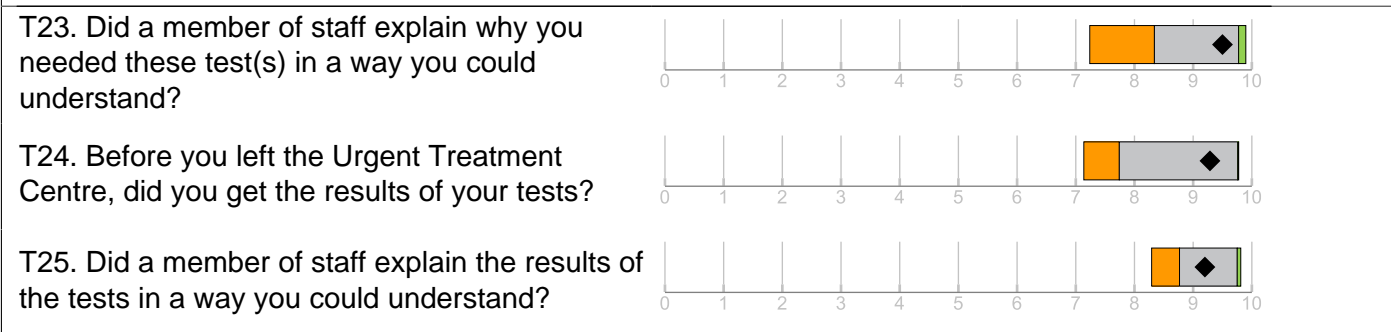 T23. Did a member of staff explain why you
needed these test(s) in a way you could
understand?
0 1 2 3 4 5 6 7 8 9 10
T24. Before you left the Urgent Treatment
Centre, did you get the results of your tests?
0 1 2 3 4 5 6 7 8 9 10
T25. Did a member of staff explain the results of
the tests in a way you could understand?
0 1 2 3 4 5 6 7 8 9 10